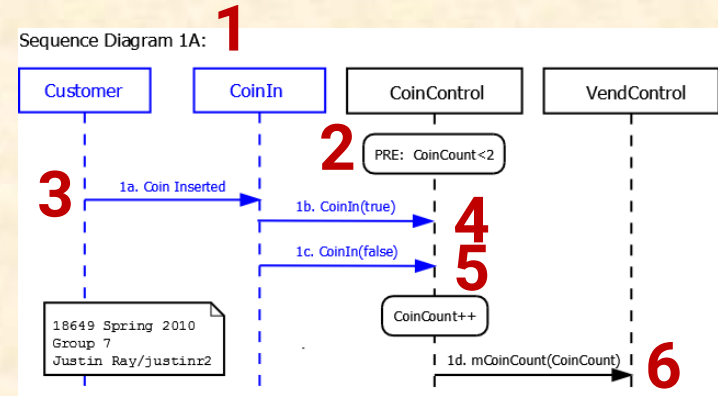 Sequence Diagram 1A: 1
Customer CoinIn CoinControl VendControl
2 PRE: CoinCount<2
3 1a. Coin Inserted
1b. CoinIn(true) 4
1c. CoinIn(false) 5
CoinCount++
18649 Spring 2010
Group 7
Justin Ray/justinr2
1d. mCoinCount(CoinCount) 6